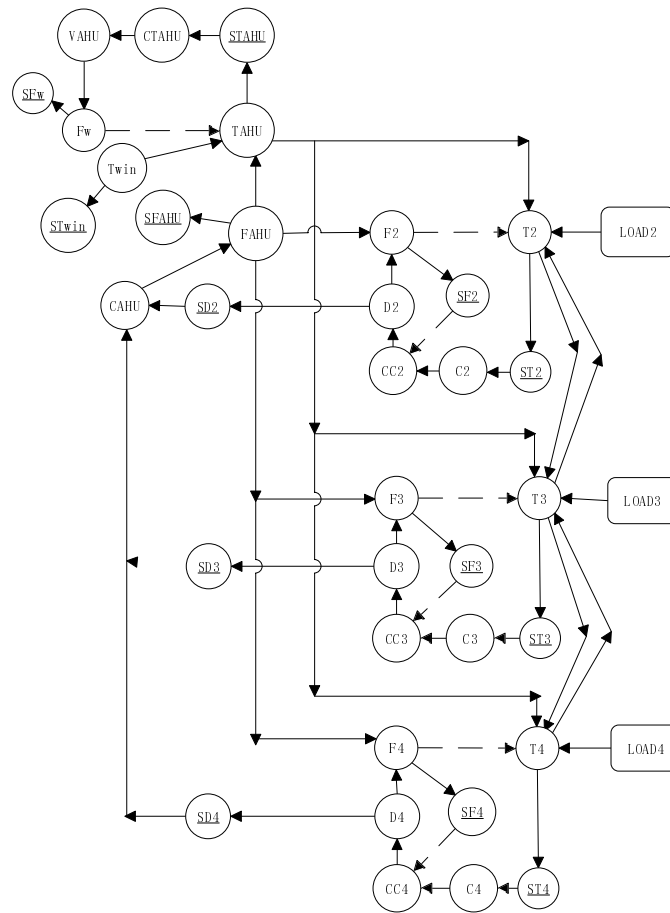 VAHU
CTAHU
STAHU
SFw
Fw
TAHU
Twin
STwin
SFAHU
FAHU
F2
T2
LOAD2
CAHU
SD2
D2
SF2
CC2
C2
ST2
F3
T3
LOAD3
SD3
D3
SF3
CC3
C3
ST3
F4
T4
LOAD4
SD4
D4
SF4
CC4
C4
ST4